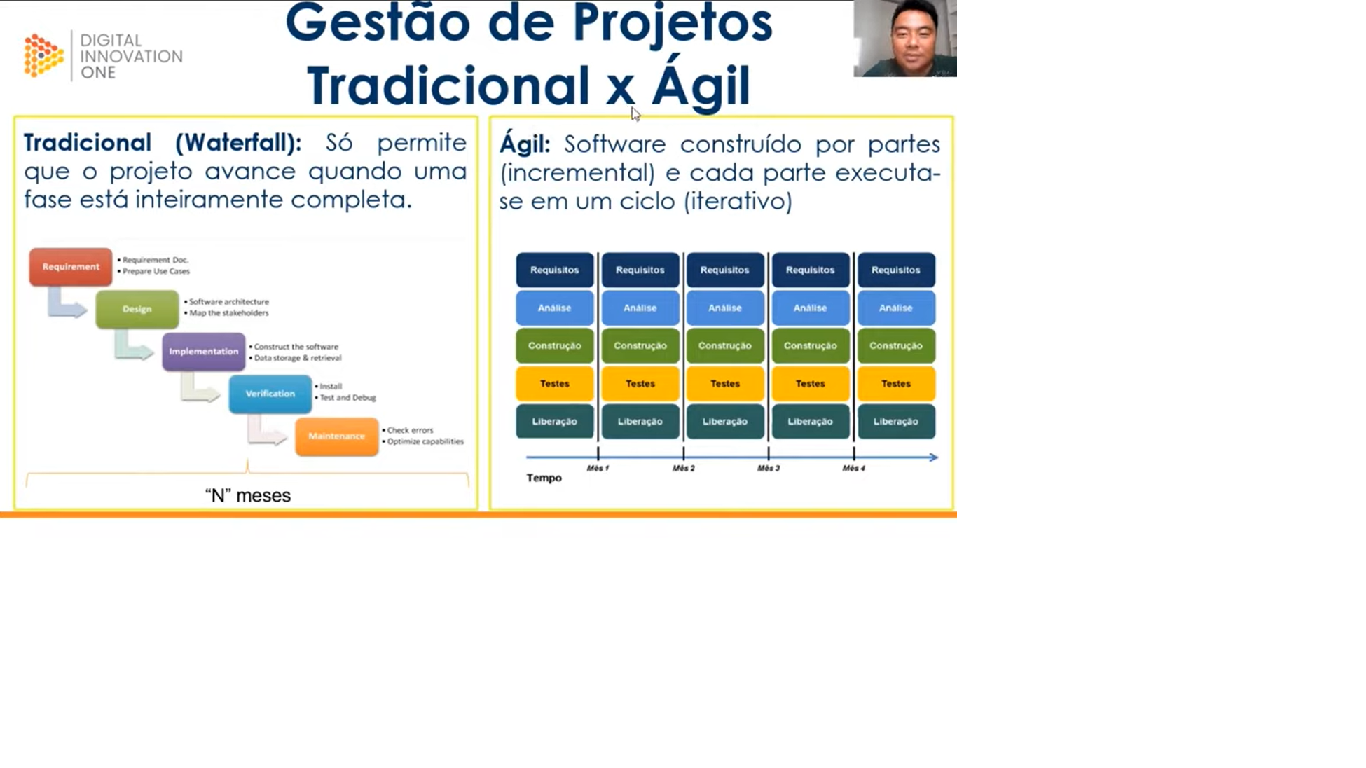 DIGITAL
INNOVATION
ONE
Gestão de Projetos
Tradicional x Ágil
Tradicional (Waterfall): Só permite
que o projeto avance quando uma
fase está inteiramente completa.
Requirement
• Requirement Doc.
• Prepare Use Cases
Design
• Software architecture
• Map the stakeholders
Implementation
• Construct the software
• Data storage & retrieval
Verification
• Install
• Test and Debug
Maintenance
• Check errors
• Optimize capabilities
“N” meses
Ágil: Software construído por partes
(incremental) e cada parte executa-
se em um ciclo (iterativo)
Requisitos Requisitos Requisitos Requisitos Requisitos
Análise Análise Análise Análise Análise
Construção Construção Construção Construção Construção
Testes Testes Testes Testes Testes
Liberação Liberação Liberação Liberação Liberação
Mês 1 Mês 2 Mês 3 Mês 4
Tempo